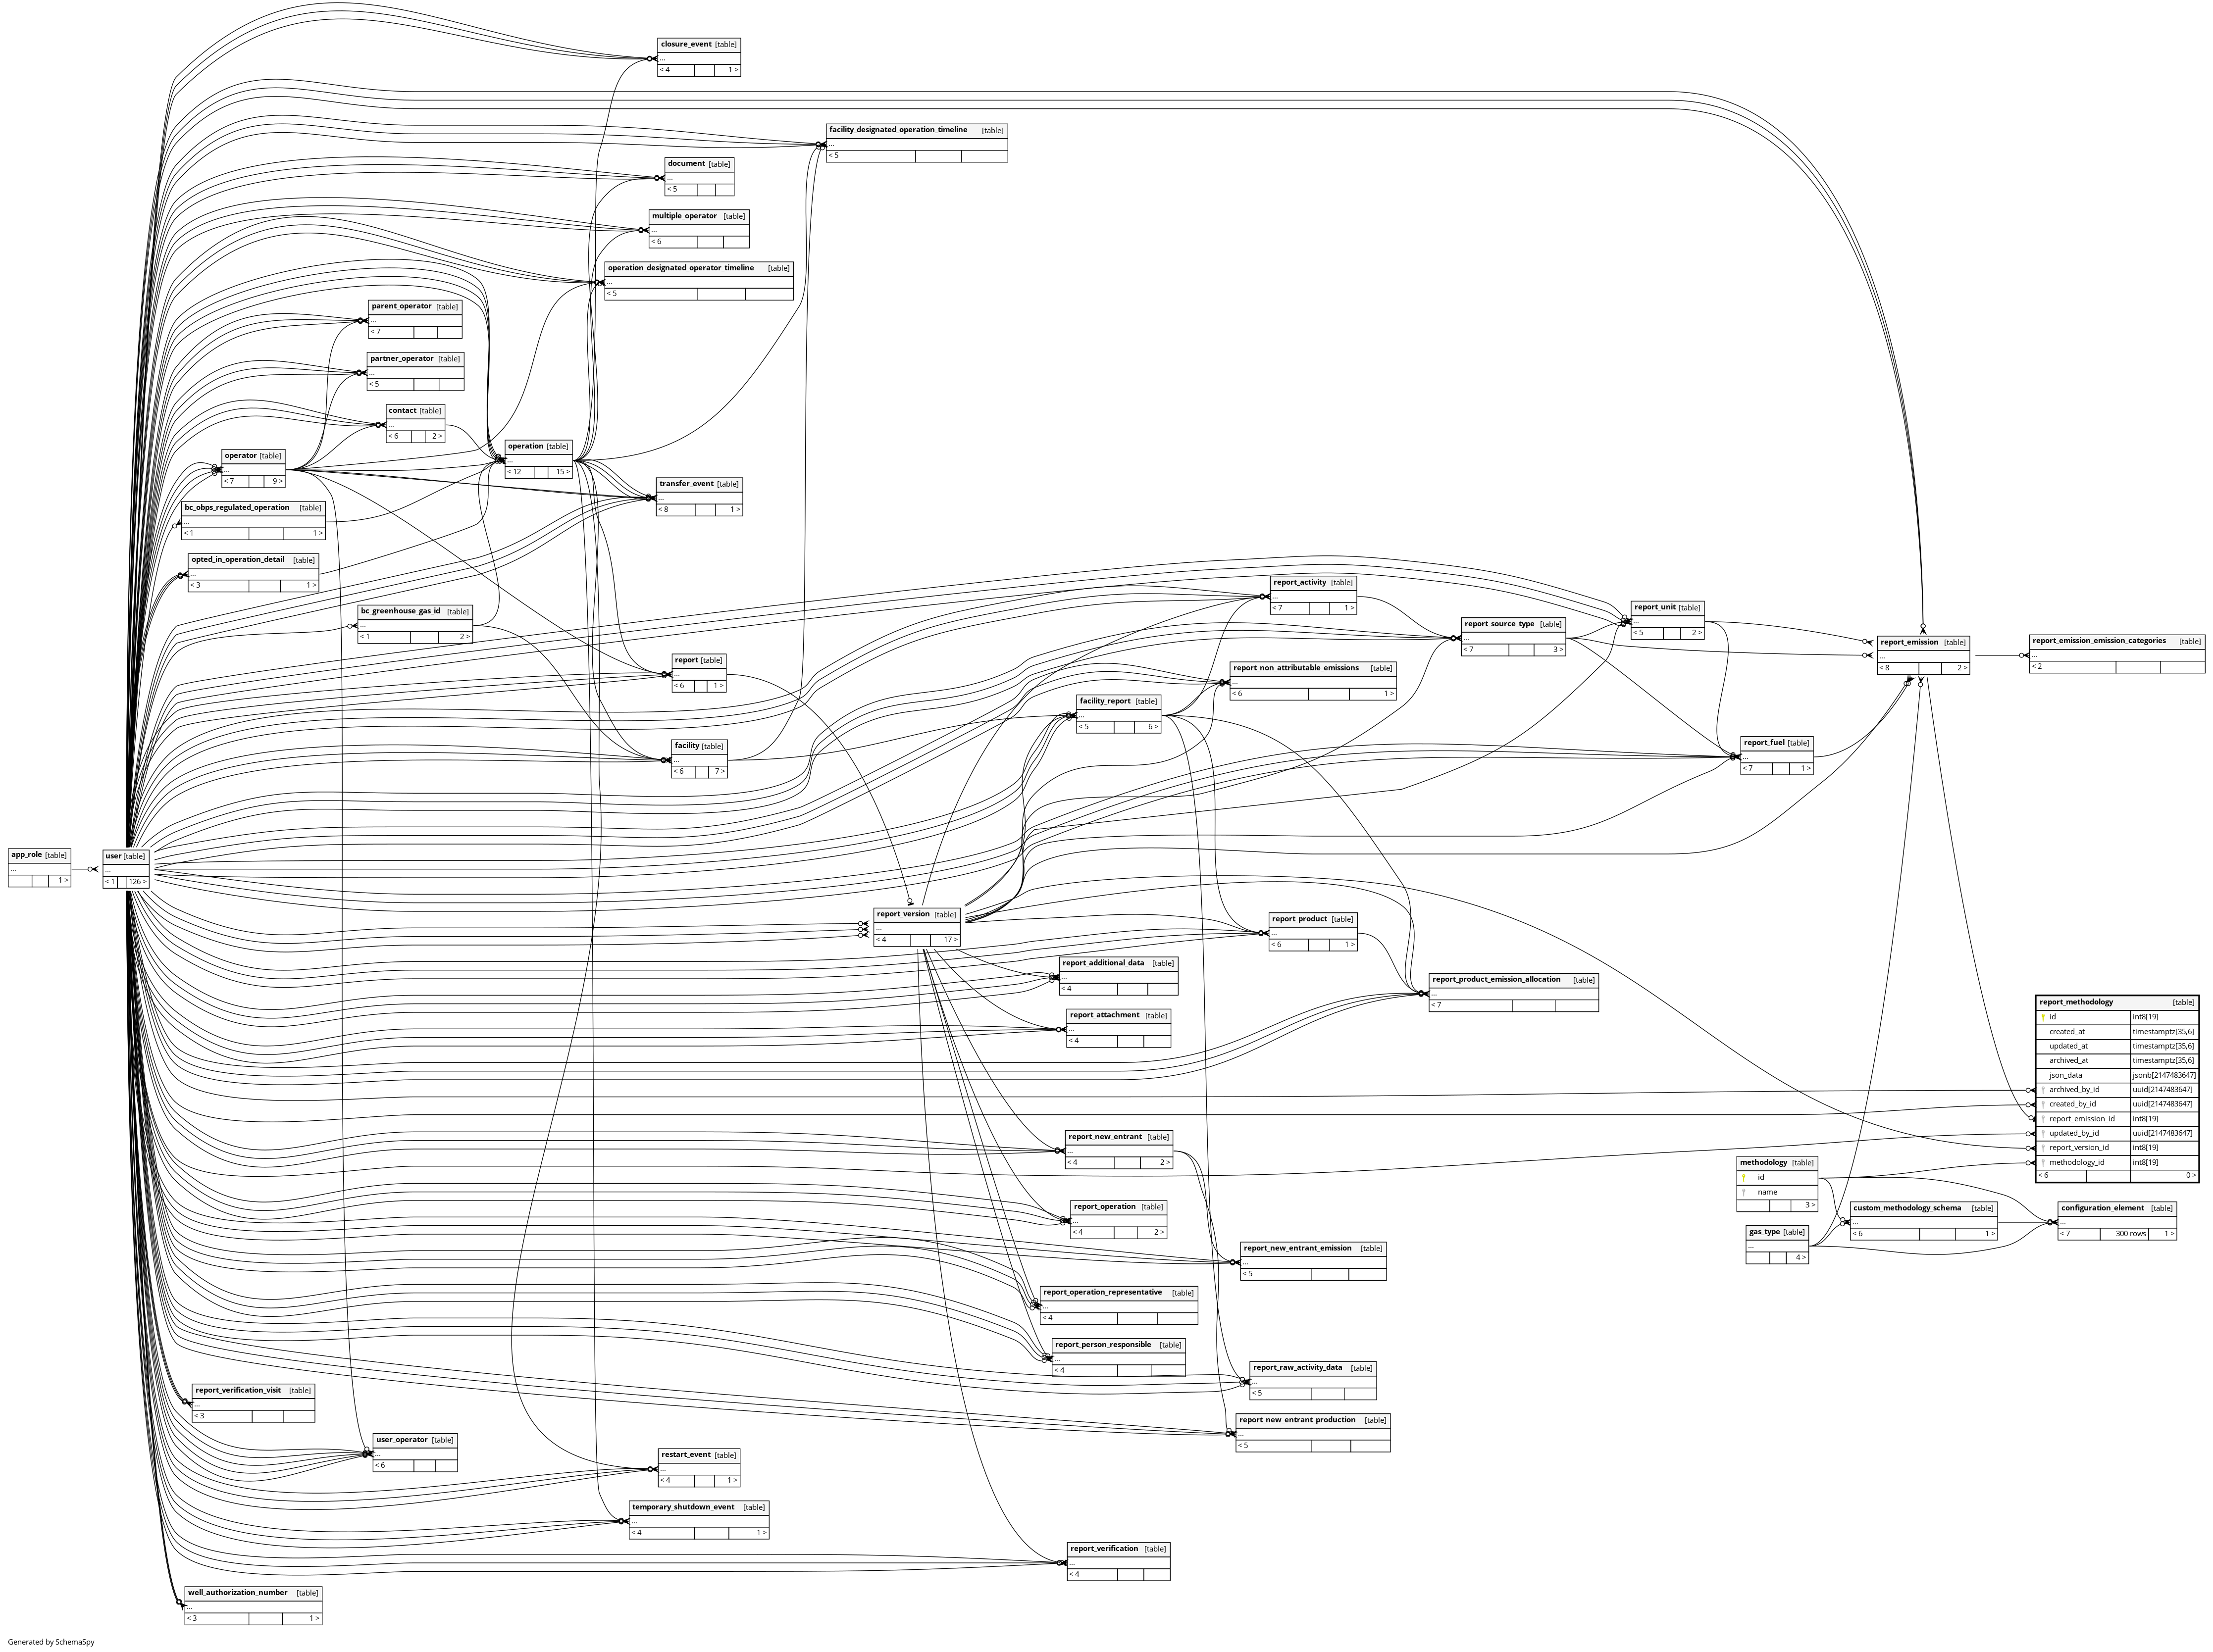 closure_event [table]
...
< 4 1 >
facility_designated_operation_timeline [table]
...
< 5
document [table]
...
< 5
multiple_operator [table]
...
< 6
operation_designated_operator_timeline [table]
...
< 5
parent_operator [table]
...
< 7
partner_operator [table]
...
< 5
contact [table]
...
< 6 2 >
operator [table]
...
< 7 9 >
operation [table]
...
< 12 15 >
transfer_event [table]
...
< 8 1 >
bc_obps_regulated_operation [table]
...
< 1 1 >
opted_in_operation_detail [table]
...
< 3 1 >
bc_greenhouse_gas_id [table]
...
< 1 2 >
report [table]
...
< 6 1 >
facility [table]
...
< 6 7 >
report_activity [table]
...
< 7 1 >
report_source_type [table]
...
< 7 3 >
report_unit [table]
...
< 5 2 >
report_emission [table]
...
< 8 2 >
report_emission_emission_categories [table]
...
< 2
report_non_attributable_emissions [table]
...
< 6 1 >
facility_report [table]
...
< 5 6 >
report_fuel [table]
...
< 7 1 >
app_role [table]
...
1 >
user [table]
...
< 1 126 >
report_version [table]
...
< 4 17 >
report_product [table]
...
< 6 1 >
report_additional_data [table]
...
< 4
report_product_emission_allocation [table]
...
< 7
report_attachment [table]
...
< 4
report_methodology [table]
id int8[19]
created_at timestamptz[35,6]
updated_at timestamptz[35,6]
archived_at timestamptz[35,6]
json_data jsonb[2147483647]
archived_by_id uuid[2147483647]
created_by_id uuid[2147483647]
report_emission_id int8[19]
updated_by_id uuid[2147483647]
report_version_id int8[19]
methodology_id int8[19]
< 6 0 >
report_new_entrant [table]
...
< 4 2 >
methodology [table]
id
name
3 >
report_operation [table]
...
< 4 2 >
custom_methodology_schema [table]
...
< 6 1 >
configuration_element [table]
...
< 7 300 rows 1 >
gas_type [table]
...
4 >
report_new_entrant_emission [table]
...
< 5
report_operation_representative [table]
...
< 4
report_person_responsible [table]
...
< 4
report_raw_activity_data [table]
...
< 5
report_verification_visit [table]
...
< 3
report_new_entrant_production [table]
...
< 5
user_operator [table]
...
< 6
restart_event [table]
...
< 4 1 >
temporary_shutdown_event [table]
...
< 4 1 >
report_verification [table]
...
< 4
well_authorization_number [table]
...
< 3 1 >
Generated by SchemaSpy